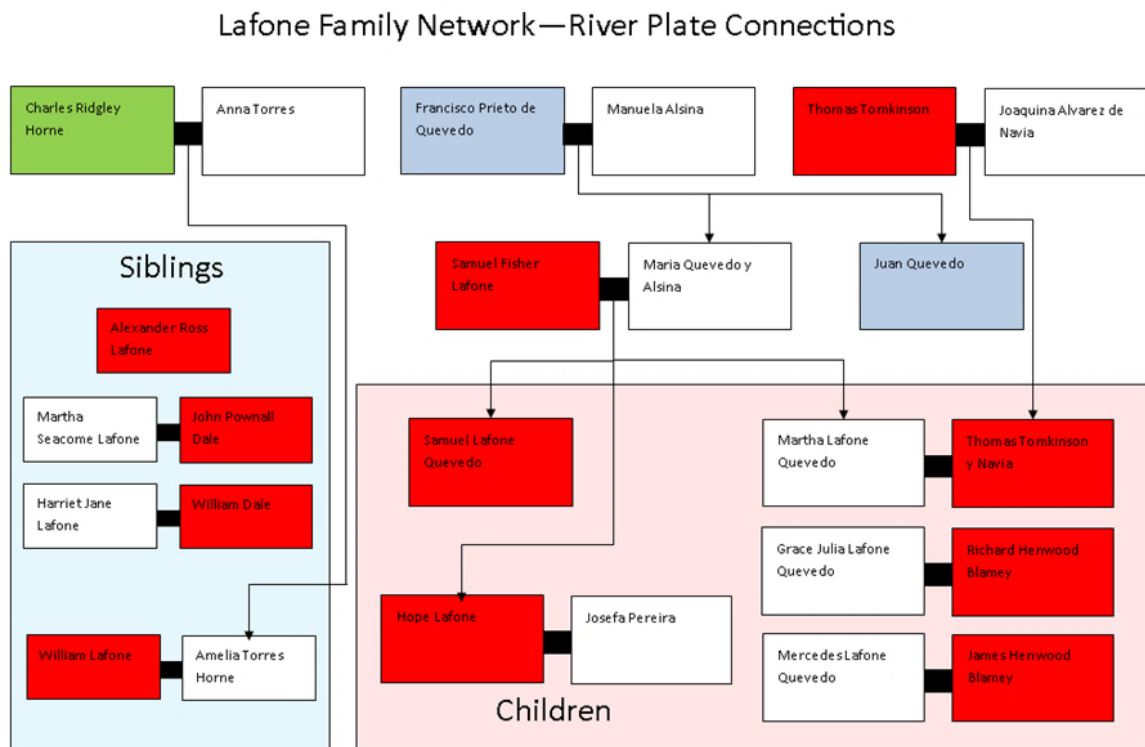 Lafone Family Network—River Plate Connections
Charles Ridgley
Horne
Anna Torres
Francisco Prieto de
Quevedo
Manuela Alsina
Thomas Tomkinson
Joaquina Alvarez de
Navia
Siblings
Alexander Ross
Lafone
Martha
Seacome Lafone
John Pownall
Dale
Harriet Jane
Lafone
William Dale
William Lafone
Amelia Torres
Horne
Samuel Fisher
Lafone
Maria Quevedo y
Alsina
Juan Quevedo
Samuel Lafone
Quevedo
Martha Lafone
Quevedo
Thomas Tomkinson
y Navia
Grace Julia Lafone
Quevedo
Richard Henwood
Blamey
Hope Lafone
Josefa Pereira
Mercedes Lafone
Quevedo
James Henwood
Blamey
Children